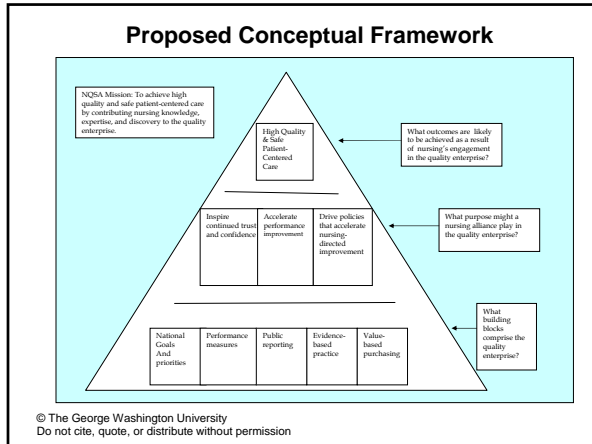 Proposed Conceptual Framework
NQSA Mission: To achieve high
quality and safe patient-centered care
by contributing nursing knowledge,
expertise, and discovery to the quality
enterprise.
High Quality
& Safe
Patient-
Centered
Care
What outcomes are likely
to be achieved as a result
of nursing's engagement
in the quality enterprise?
Inspire
continued trust
and confidence
Accelerate
performance
improvement
Drive policies
that accelerate
nursing-
directed
improvement
What purpose might a
nursing alliance play in
the quality enterprise?
What
building
blocks
comprise the
quality
enterprise?
National
Goals
And
priorities
Performance
measures
Public
reporting
Evidence-
based
practice
Value-
based
purchasing
© The George Washington University
Do not cite, quote, or distribute without permission